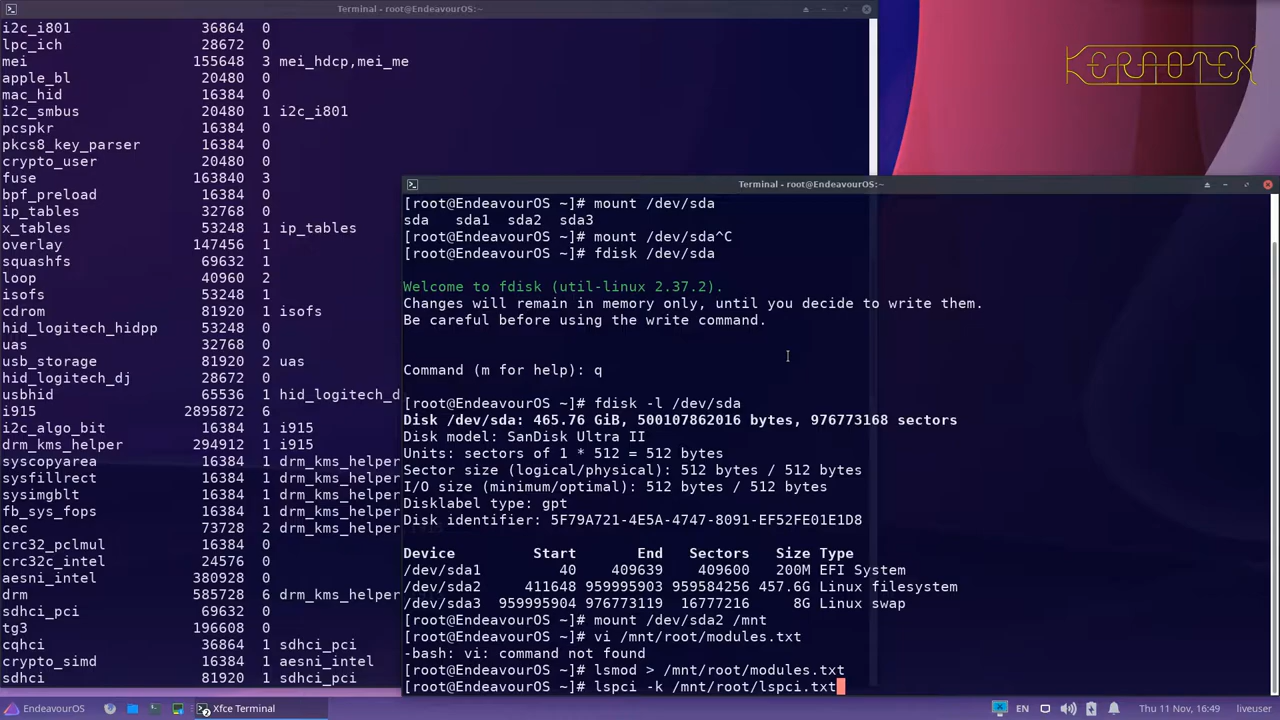 Terminal - root@EndeavourOS:~
KERNOTEX
i2c_i801 36864 0
lpc_ich 28672 0
mei 155648 3 mei_hdcp,mei_me
apple_bl 20480 0
mac_hid 16384 0
i2c_smbus 20480 1 i2c_i801
pcspkr 16384 0
pkcs8_key_parser 16384 0
crypto_user 20480 0
fuse 163840 3
bpf_preload 16384 0
ip_tables 32768 0
x_tables 53248 1 ip_tables
overlay 147456 1
squashfs 69632 1
loop 40960 2
isofs 53248 1
cdrom 81920 1 isofs
hid_logitech_hidpp 53248 0
uas 32768 0
usb_storage 81920 2 uas
hid_logitech_dj 28672 0
usbhid 65536 1 hid_logitech_d
i915 2895872 6
i2c_algo_bit 16384 1 i915
drm_kms_helper 294912 1 i915
syscopyarea 16384 1 drm_kms_helper
sysfillrect 16384 1 drm_kms_helper
sysimgblt 16384 1 drm_kms_helper
fb_sys_fops 16384 1 drm_kms_helper
cec 73728 2 drm_kms_helper
crc32_pclmul 16384 0
crc32c_intel 24576 0
aesni_intel 380928 0
drm 585728 6 drm_kms_helper
sdhci_pci 69632 0
tg3 196608 0
cqhci 36864 1 sdhci_pci
crypto_simd 16384 1 aesni_intel
sdhci 81920 1 sdhci_pci
Terminal - root@EndeavourOS:~
[root@EndeavourOS ~]# mount /dev/sda
sda sda1 sda2 sda3
[root@EndeavourOS ~]# mount /dev/sda^C
[root@EndeavourOS ~]# fdisk /dev/sda
Welcome to fdisk (util-linux 2.37.2).
Changes will remain in memory only, until you decide to write them.
Be careful before using the write command.
Command (m for help): q
[root@EndeavourOS ~]# fdisk -l /dev/sda
Disk /dev/sda: 465.76 GiB, 500107862016 bytes, 976773168 sectors
Disk model: SanDisk Ultra II
Units: sectors of 1 * 512 = 512 bytes
Sector size (logical/physical): 512 bytes / 512 bytes
I/O size (minimum/optimal): 512 bytes / 512 bytes
Disklabel type: gpt
Disk identifier: 5F79A721-4E5A-4747-8091-EF52FE01E1D8
Device Start End Sectors Size Type
/dev/sda1 40 409639 409600 200M EFI System
/dev/sda2 411648 959995903 959584256 457.6G Linux filesystem
/dev/sda3 959995904 976773119 16777216 8G Linux swap
[root@EndeavourOS ~]# mount /dev/sda2 /mnt
[root@EndeavourOS ~]# vi /mnt/root/modules.txt
-bash: vi: command not found
[root@EndeavourOS ~]# lsmod > /mnt/root/modules.txt
[root@EndeavourOS ~]# lspci -k /mnt/root/lspci.txt
EndeavourOS
2 Xfce Terminal
EN
Thu 11 Nov, 16:49
liveuser